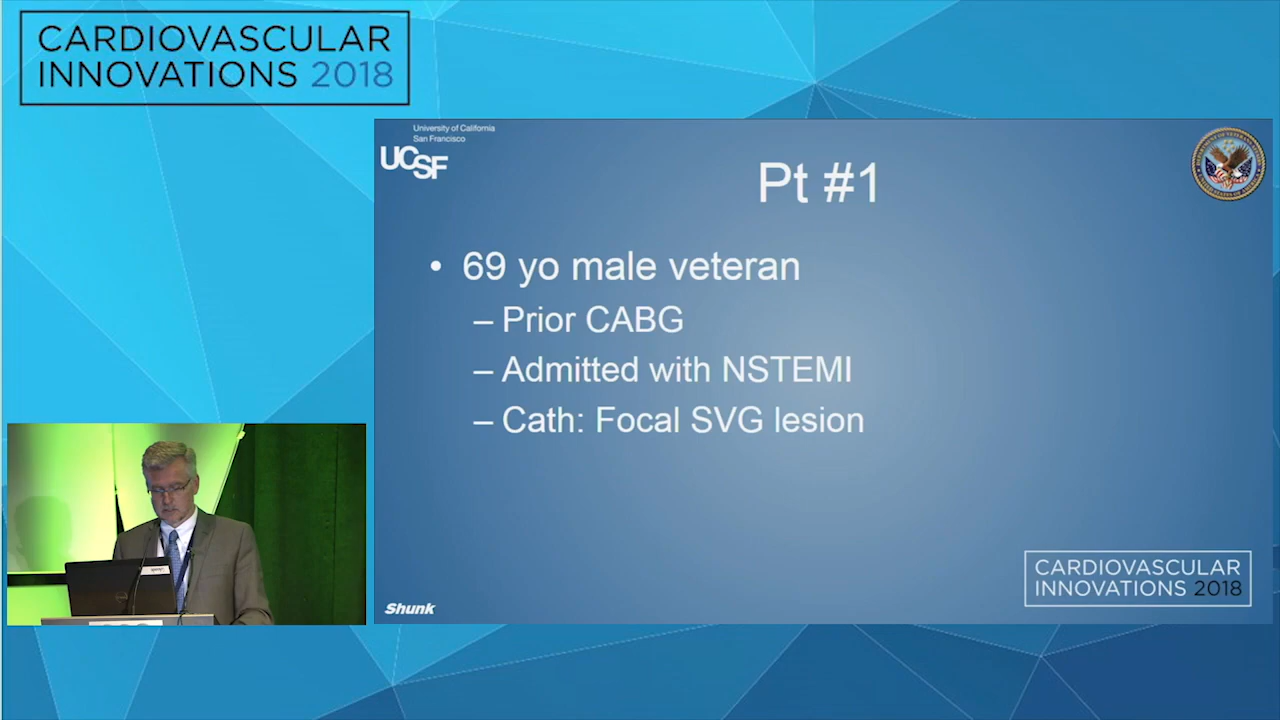 CARDIOVASCULAR
INNOVATIONS 2018
University of California
San Francisco
UCSF
Pt #1
• 69 yo male veteran
– Prior CABG
– Admitted with NSTEMI
– Cath: Focal SVG lesion
CARDIOVASCULAR
INNOVATIONS 2018
Shunk